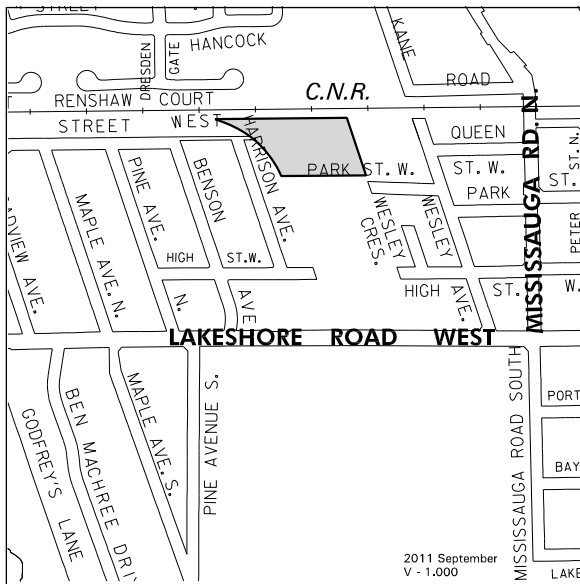 STREET
HANCOCK
DRESDEN
GATE
KANE
ROAD
RENSHAW COURT
C.N.R.
STREET WEST
QUEEN
HARRISON AVE.
PARK ST. W.
ST. W.
PARK
ST.
ST. N.
PETER
MISSISSAUGA RD. N.
PINE AVE.
BENSON
MAPLE AVE. N.
ADVIEW AVE.
WESLEY
CRES.
WESLEY
HIGH ST.W.
HIGH
AVE.
ST. W.
N.
AVE
LAKESHORE ROAD WEST
GODFREY'S LANE
BEN MACHREE DRI
MAPLE AVE. S.
PINE AVENUE S.
MISSISSAUGA ROAD SOUTH
PORT
BAY
LAKE
2011 September
V - 1.000